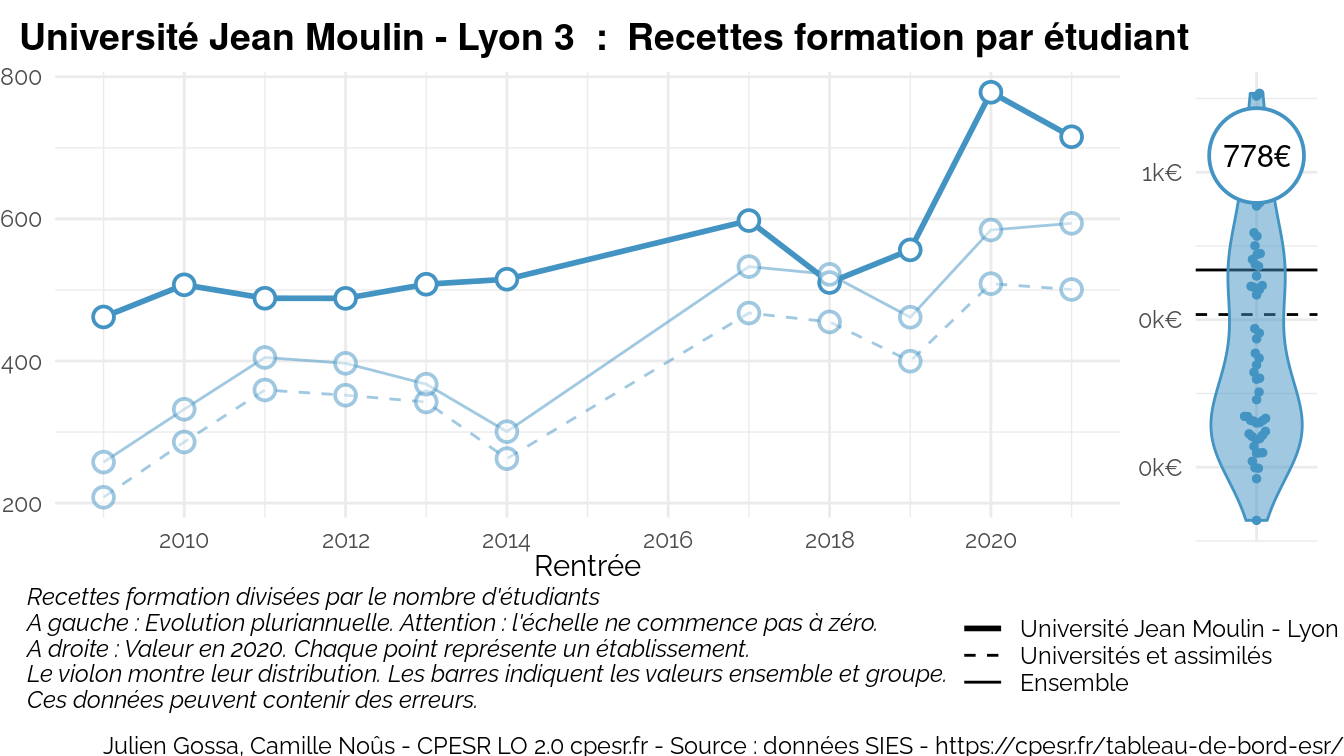 Université Jean Moulin - Lyon 3  :  Recettes formation par étudiant
800
600
400
200
2010 2012 2014 2016 2018 2020
Rentrée
1k€
0k€
0k€
778€
Recettes formation divisées par le nombre d'étudiants
A gauche : Evolution pluriannuelle. Attention : l'échelle ne commence pas à zéro.
A droite : Valeur en 2020. Chaque point représente un établissement.
Le violon montre leur distribution. Les barres indiquent les valeurs ensemble et groupe.
Ces données peuvent contenir des erreurs.
Université Jean Moulin - Lyon
Universités et assimilés
Ensemble
Julien Gossa, Camille Noûs - CPESR LO 2.0 cpesr.fr - Source : données SIES - https://cpesr.fr/tableau-de-bord-esr/